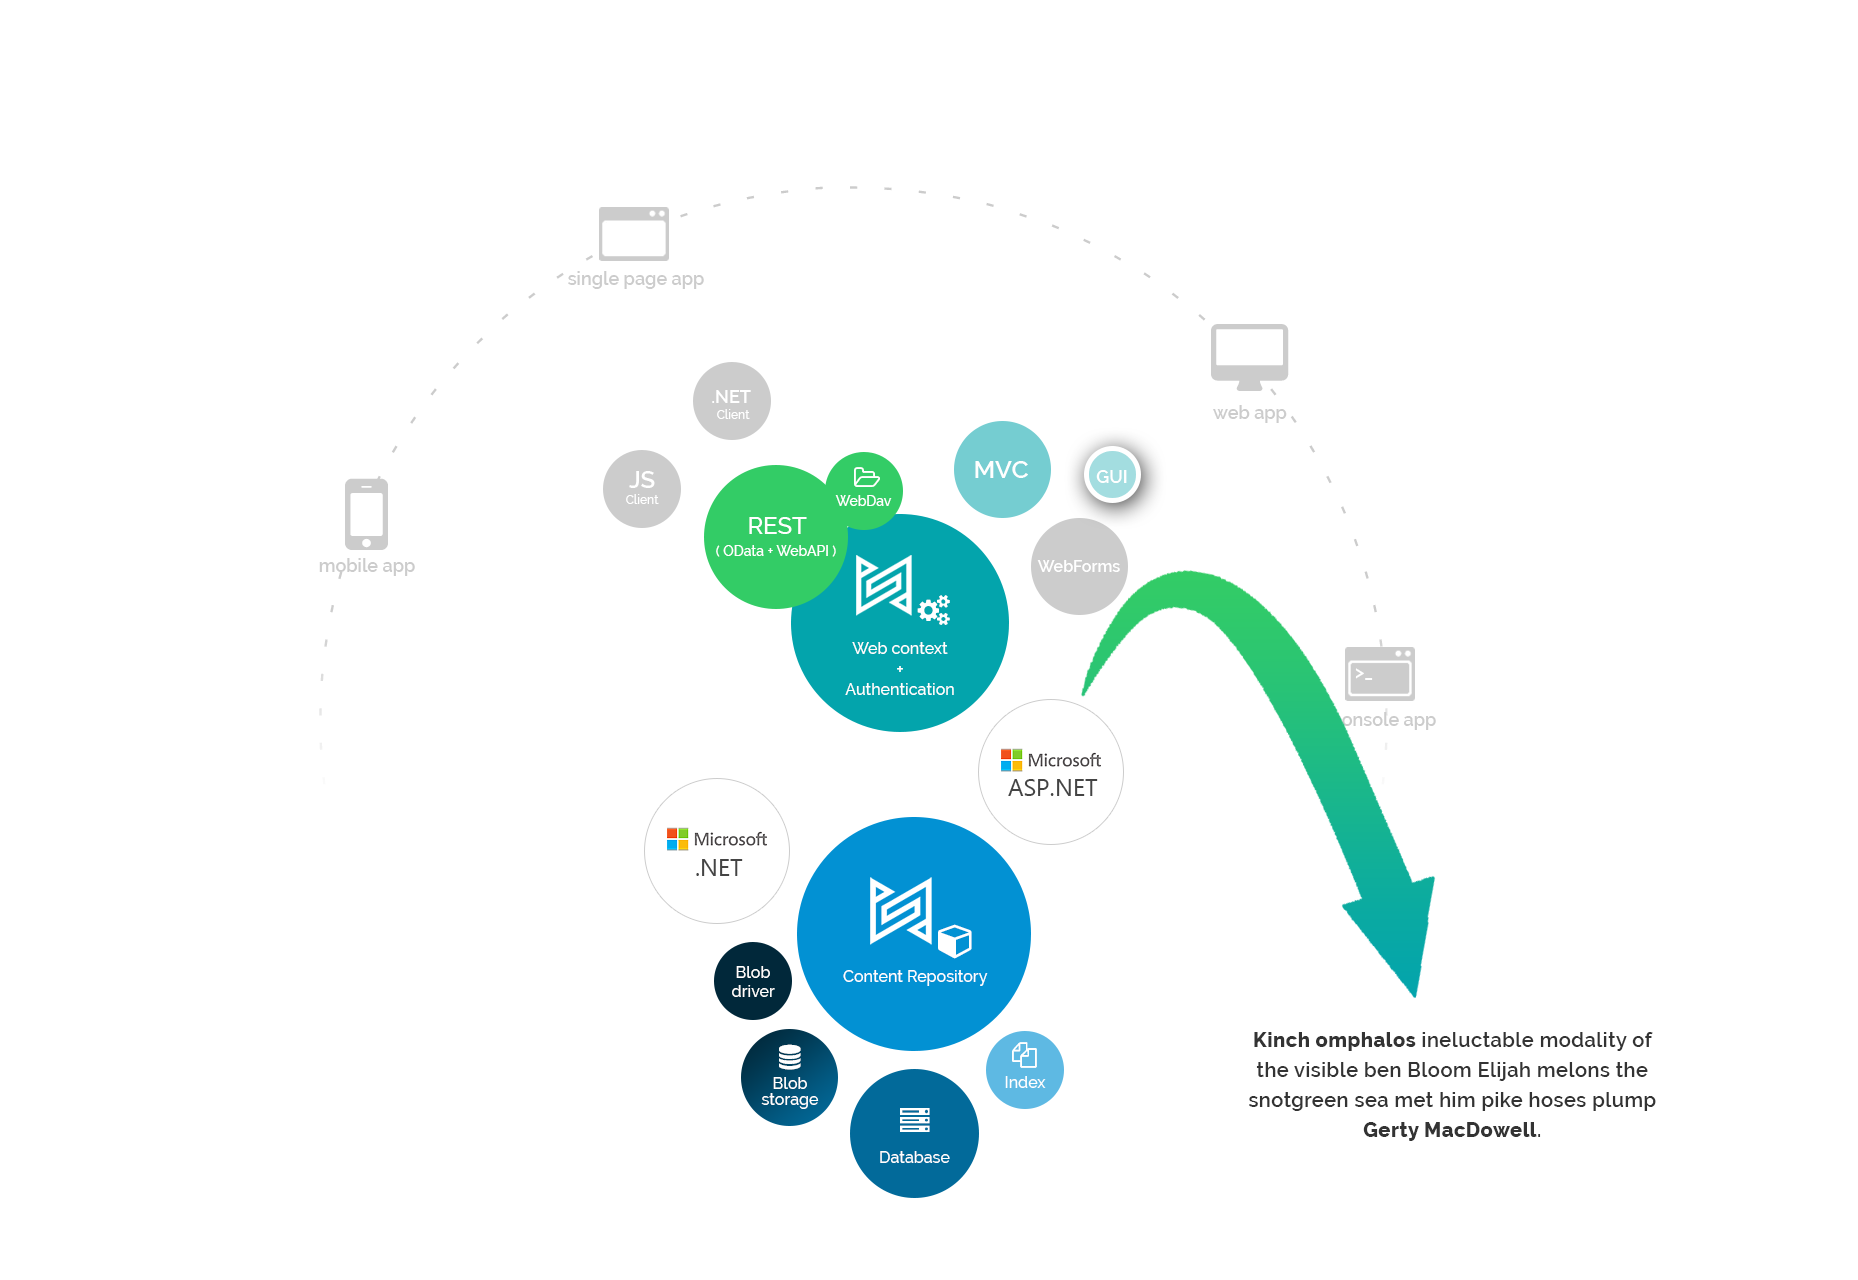 single page app
web app
.NET
Client
JS
Client
WebDav
MVC
GUI
REST
( OData + WebAPI )
WebForms
mobile app
Web context
+
Authentication
>_
onsole app
Microsoft
ASP.NET
Microsoft
.NET
Content Repository
Blob
driver
Blob
storage
Index
Database
Kinch omphalos ineluctable modality of
the visible ben Bloom Elijah melons the
snotgreen sea met him pike hoses plump
Gerty MacDowell.